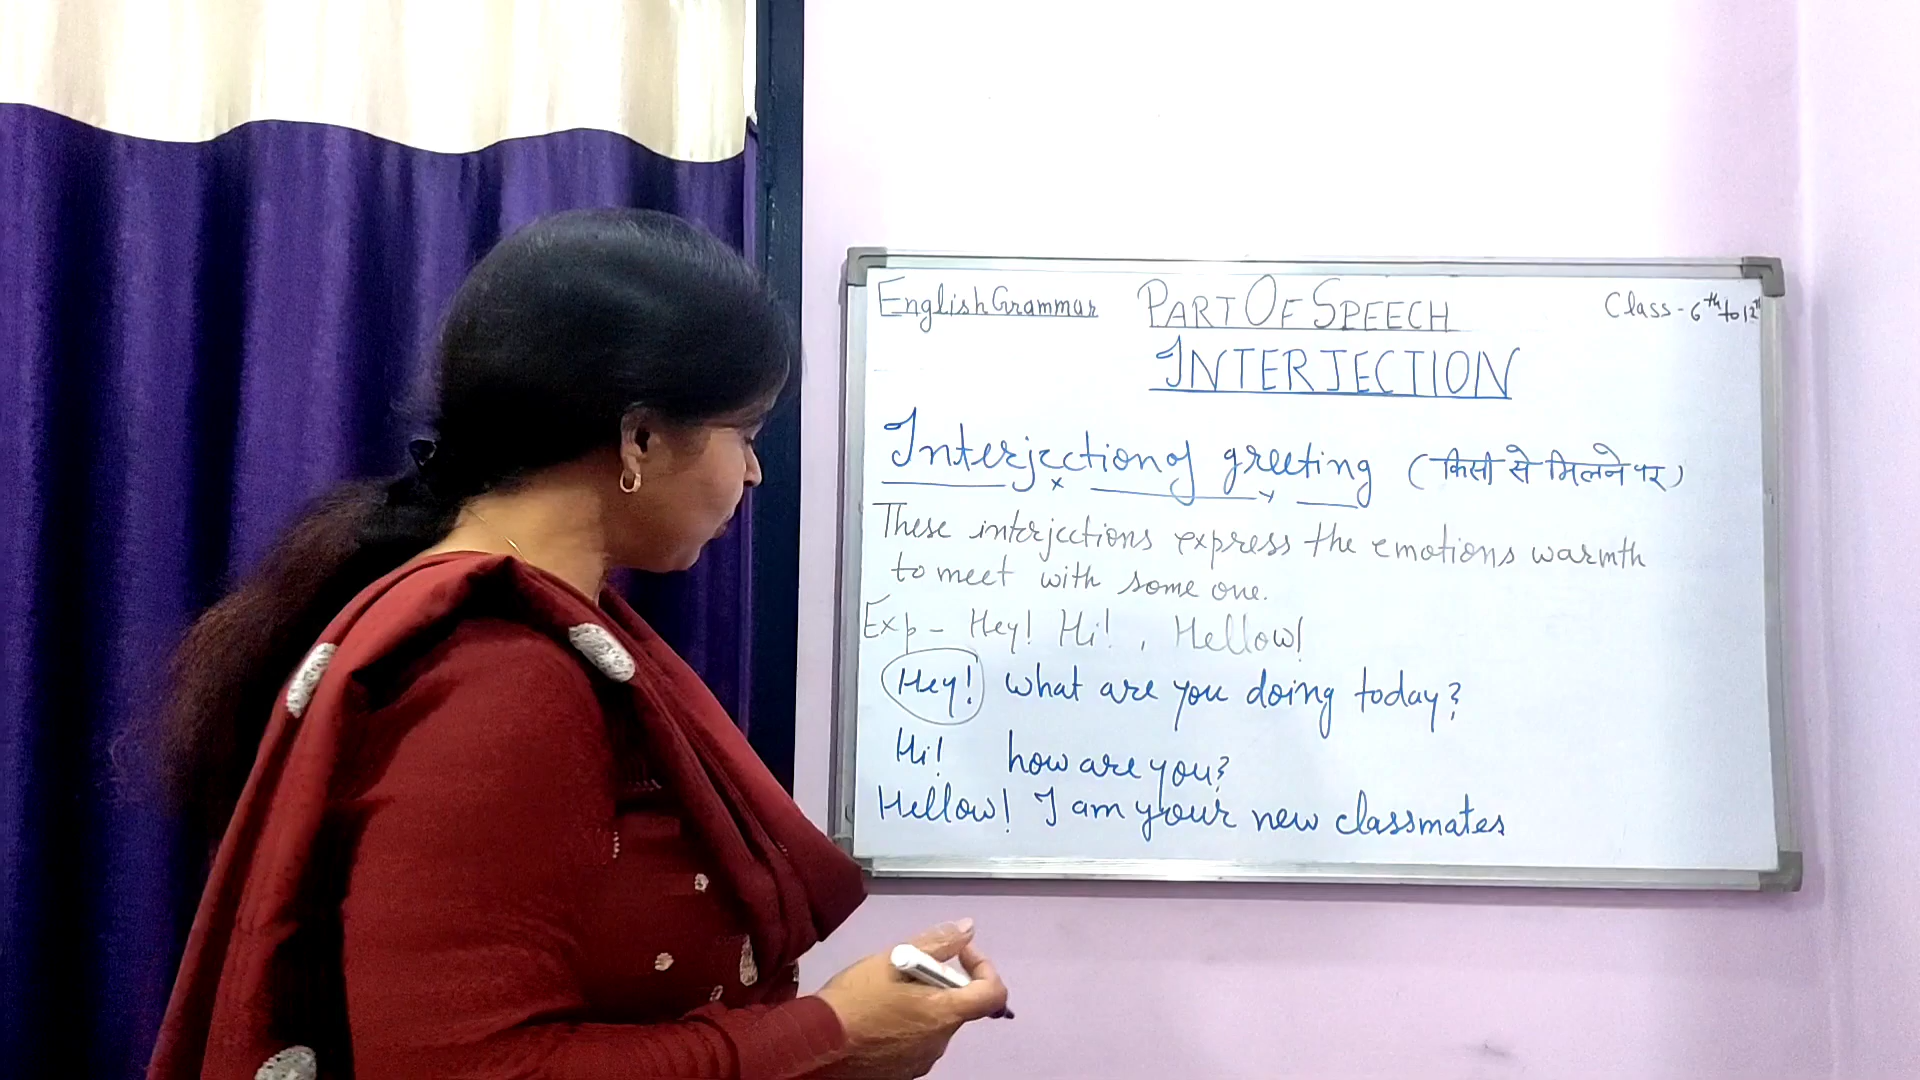 English Grammar PART OF SPEECH Class - 6th to 12th
INTERJECTION
Interjection of greeting (किसी से मिलने पर)
These interjections express the emotions warmth
to meet with some one.
Exp - Hey! Hi! , Hellow!
Hey! what are you doing today?
Hi! how are you?
Hellow! I am your new classmates